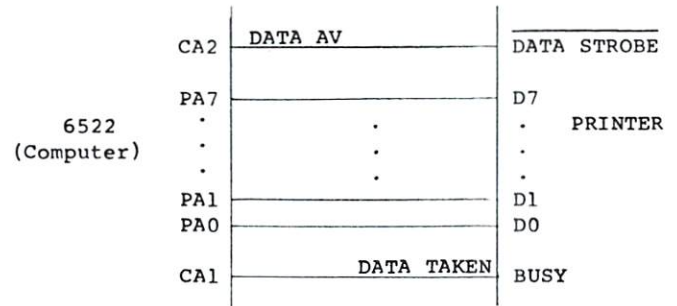 CA2 DATA AV DATA STROBE
PA7 D7
6522 . . . PRINTER
(Computer) . . .
. . .
PA1 D1
PA0 D0
CA1 DATA TAKEN BUSY